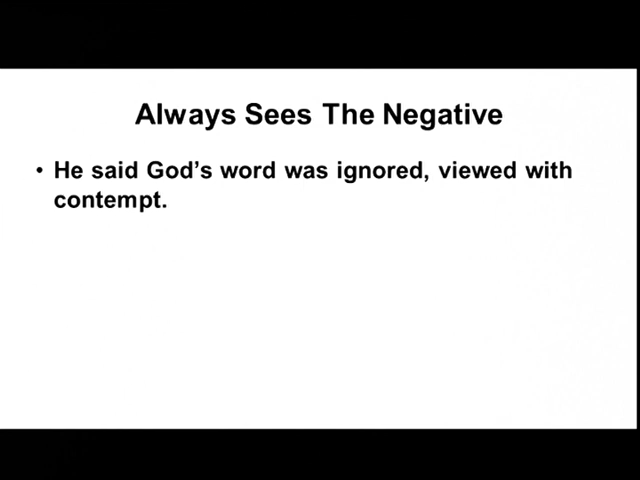 Always Sees The Negative
• He said God's word was ignored, viewed with
contempt.